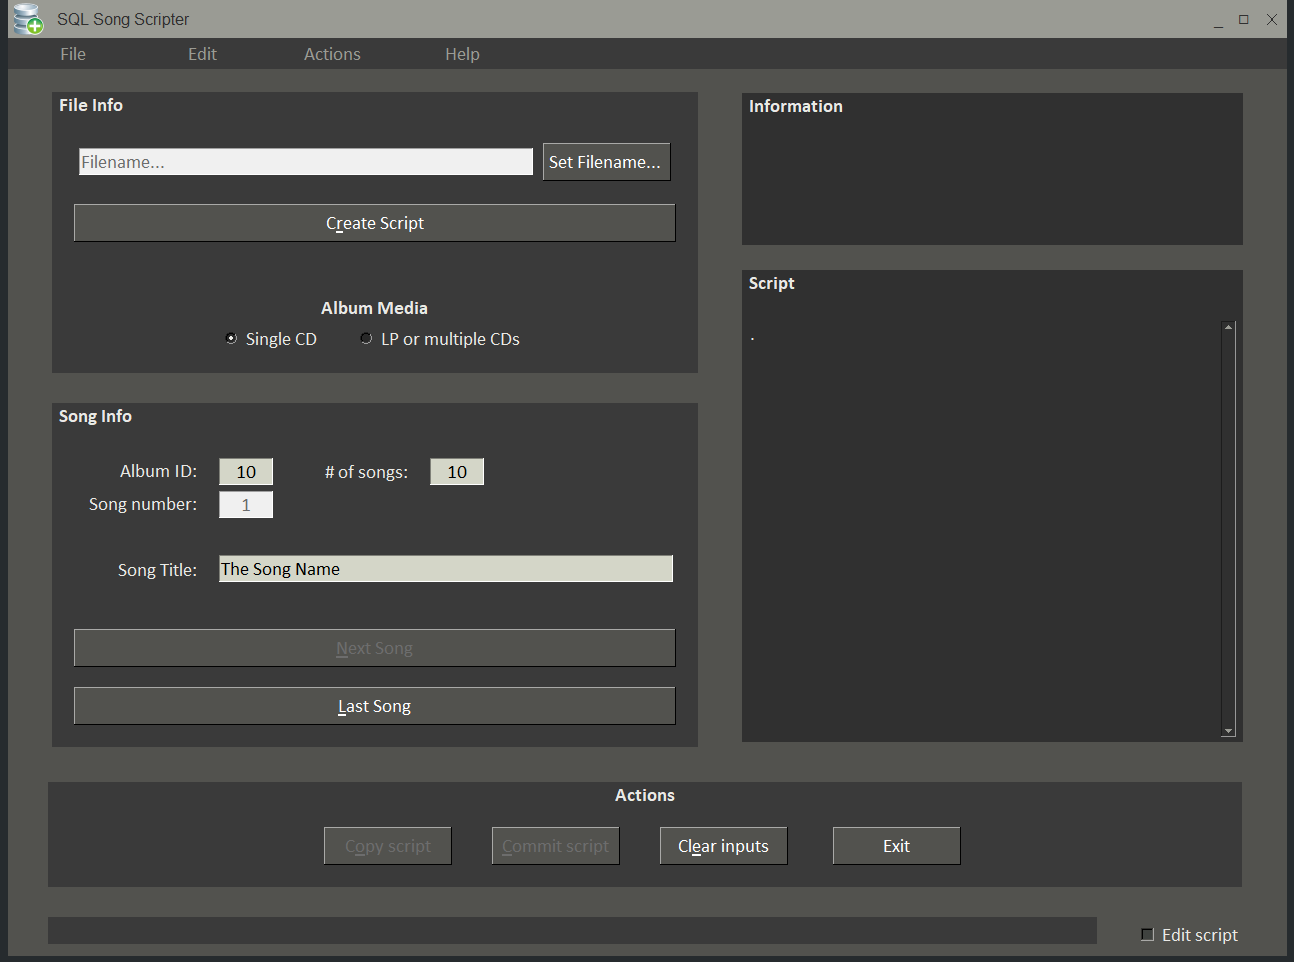 SQL Song Scripter
File Edit Actions Help
File Info
Filename...
Set Filename...
Create Script
Album Media
Single CD
LP or multiple CDs
Information
Script
.
Song Info
Album ID: 10 # of songs: 10
Song number: 1
Song Title: The Song Name
Next Song
Last Song
Actions
Copy script Commit script Clear inputs Exit
Edit script